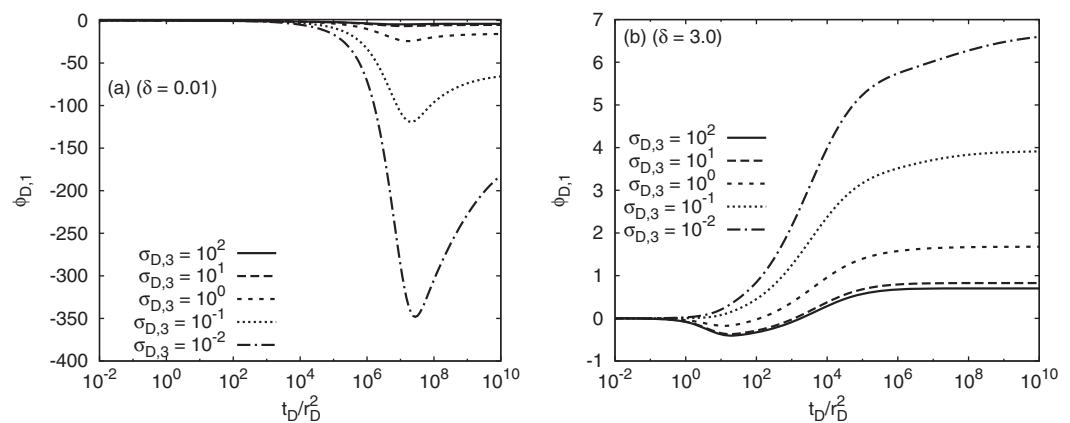 0
-50
-100
-150
-200
-250
-300
-350
-400
ϕD,1
(a) (δ = 0.01)
σD,3 = 10²
σD,3 = 10¹
σD,3 = 10⁰
σD,3 = 10⁻¹
σD,3 = 10⁻²
10⁻² 10⁰ 10² 10⁴ 10⁶ 10⁸ 10¹⁰
tD/rD²
7
6
5
4
3
2
1
0
-1
ϕD,1
(b) (δ = 3.0)
σD,3 = 10²
σD,3 = 10¹
σD,3 = 10⁰
σD,3 = 10⁻¹
σD,3 = 10⁻²
10⁻² 10⁰ 10² 10⁴ 10⁶ 10⁸ 10¹⁰
tD/rD²